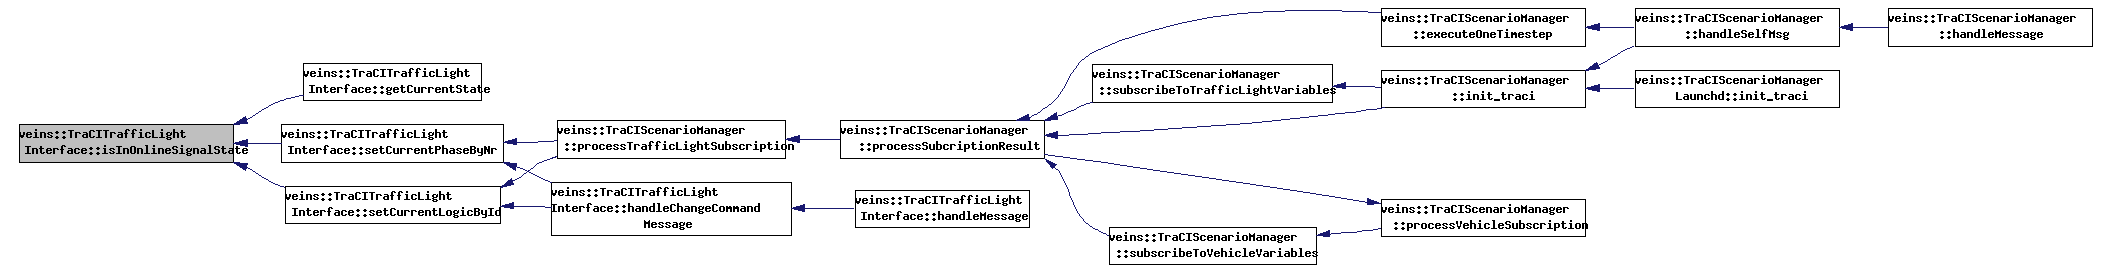 veins::TraCITrafficLight
Interface::isInOnlineSignalState
veins::TraCITrafficLight
Interface::getCurrentState
veins::TraCITrafficLight
Interface::setCurrentPhaseByNr
veins::TraCITrafficLight
Interface::setCurrentLogicById
veins::TraCIScenarioManager
::processTrafficLightSubscription
veins::TraCITrafficLight
Interface::handleChangeCommand
Message
veins::TraCIScenarioManager
::processSubcriptionResult
veins::TraCITrafficLight
Interface::handleMessage
veins::TraCIScenarioManager
::subscribeToTrafficLightVariables
veins::TraCIScenarioManager
::subscribeToVehicleVariables
veins::TraCIScenarioManager
::executeOneTimestep
veins::TraCIScenarioManager
::init_traci
veins::TraCIScenarioManager
::processVehicleSubscription
veins::TraCIScenarioManager
::handleSelfMsg
veins::TraCIScenarioManager
Launchd::init_traci
veins::TraCIScenarioManager
::handleMessage